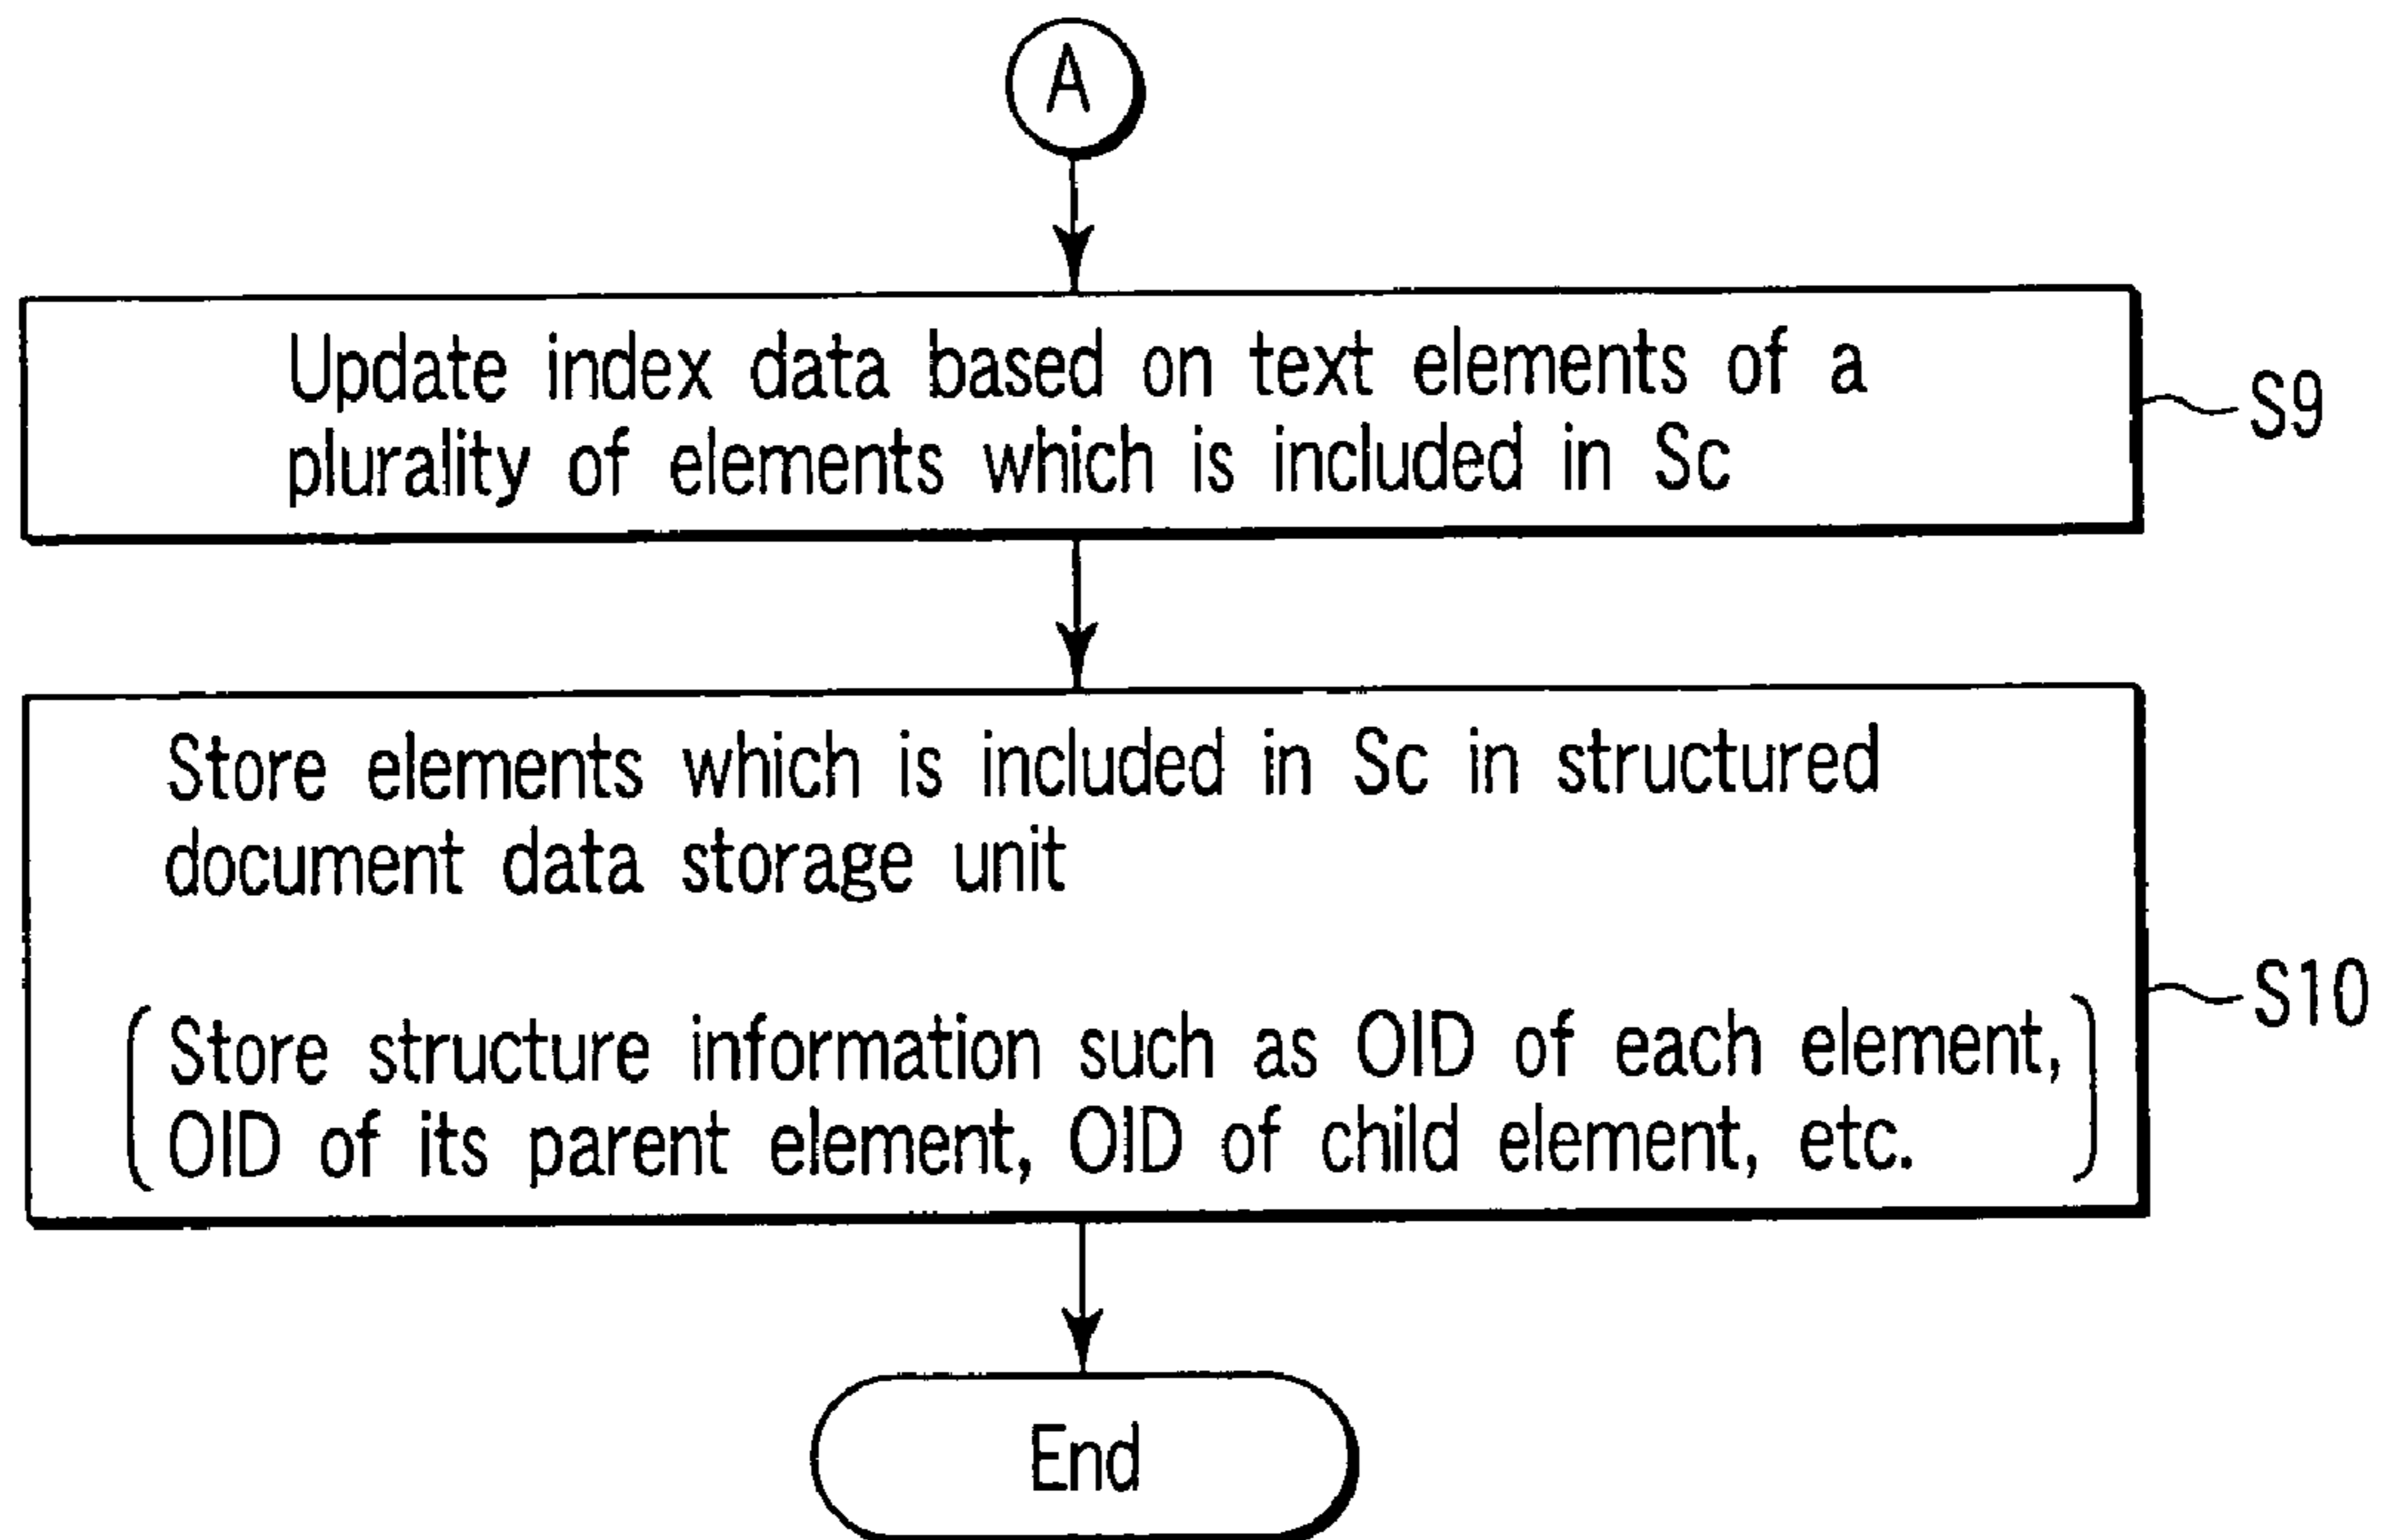 A
Update index data based on text elements of a
plurality of elements which is included in Sc
S9
Store elements which is included in Sc in structured
document data storage unit
(Store structure information such as OID of each element,
OID of its parent element, OID of child element, etc.)
S10
End